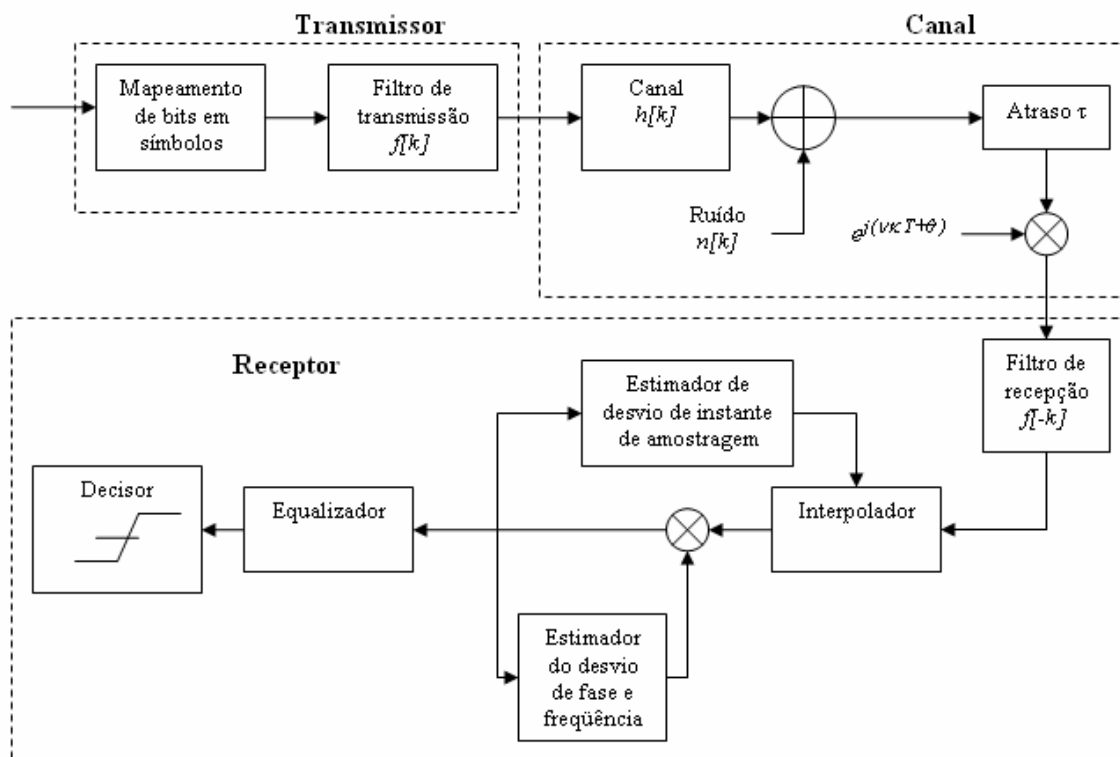 Transmissor
Canal
Mapeamento
de bits em
símbolos
Filtro de
transmissão
f[k]
Canal
h[k]
Atraso τ
Ruído
n[k]
e^{j(νκT+θ)}
Receptor
Filtro de
recepção
f[-k]
Estimador de
desvio de instante
de amostragem
Decisor
Equalizador
Interpolador
Estimador
do desvio
de fase e
freqüência